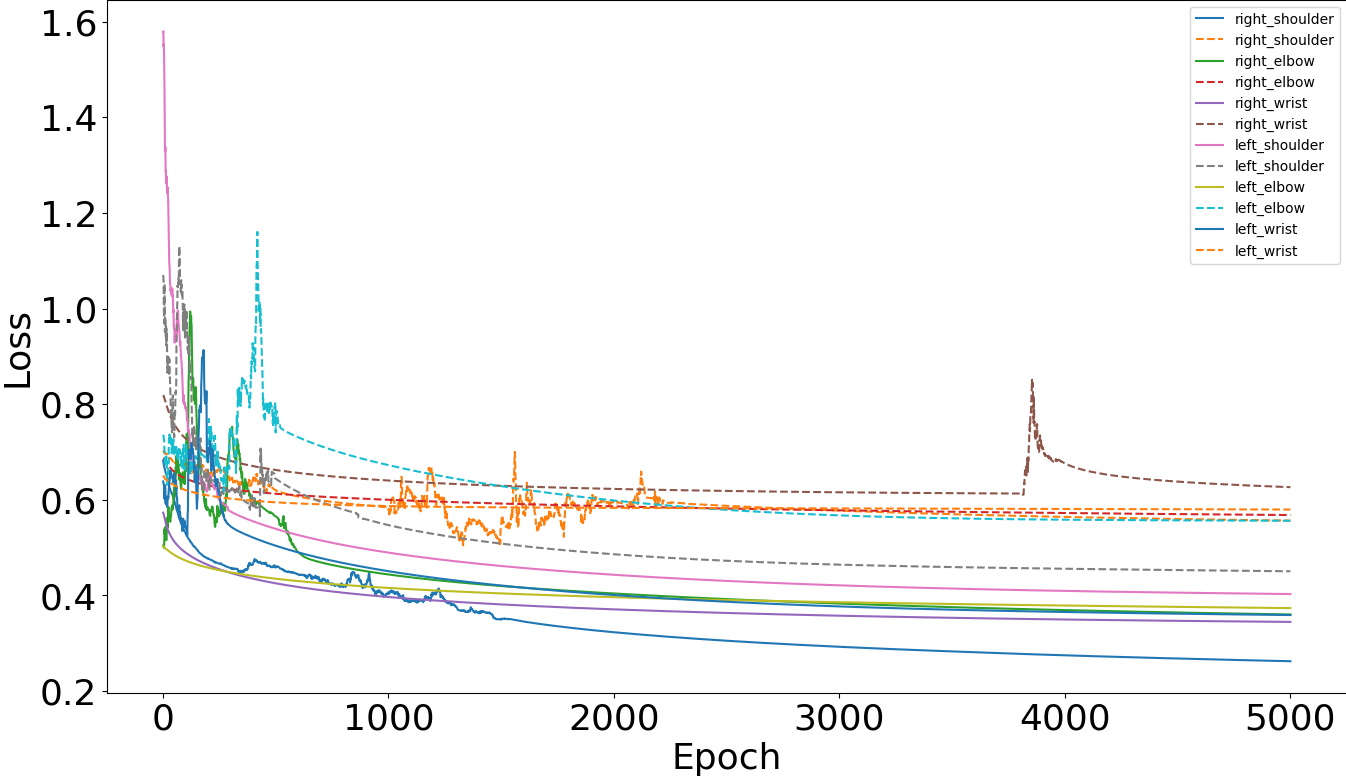 1.6
1.4
1.2
1.0
0.8
0.6
0.4
0.2
Loss
0 1000 2000 3000 4000 5000
Epoch
right_shoulder
right_shoulder
right_elbow
right_elbow
right_wrist
right_wrist
left_shoulder
left_shoulder
left_elbow
left_elbow
left_wrist
left_wrist